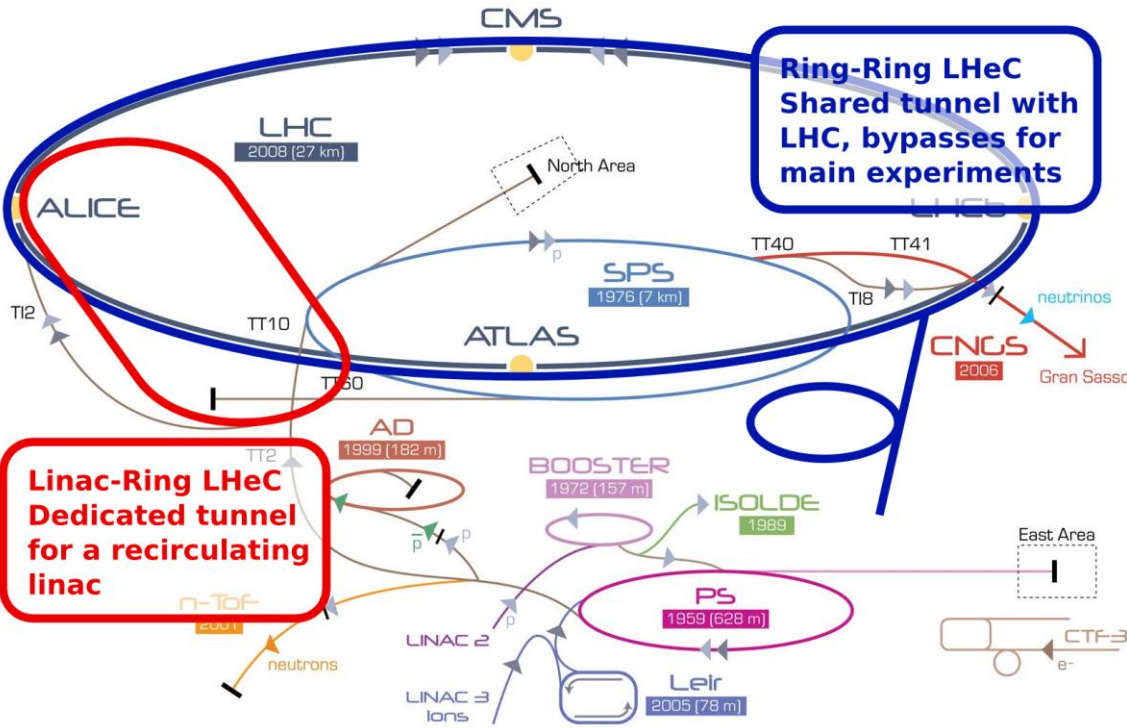 CMS
Ring-Ring LHeC
Shared tunnel with
LHC, bypasses for
main experiments
LHC
2008 (27 km)
North Area
ALICE
LHCb
TT40
TT41
p
SPS
1976 (7 km)
TI8
TI2
TT10
neutrinos
ATLAS
CNGS
2006
Gran Sasso
TT60
AD
1999 (182 m)
TT2
BOOSTER
1972 (157 m)
ISOLDE
1989
Linac-Ring LHeC
Dedicated tunnel
for a recirculating
linac
p̅
p
East Area
n-ToF
2001
PS
1959 (628 m)
LINAC 2
p
neutrons
CTF-3
e-
LINAC 3
Ions
Leir
2005 (78 m)